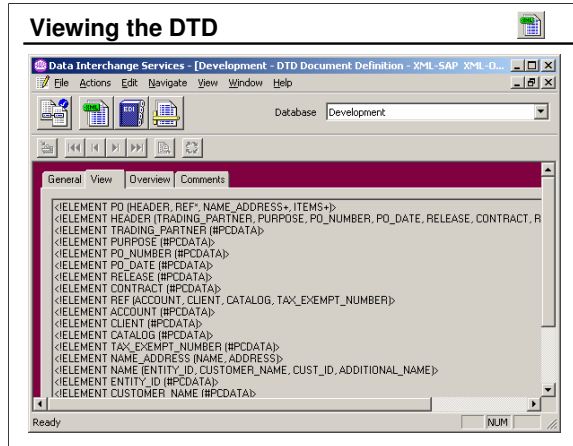 Viewing the DTD
Data Interchange Services - [Development - DTD Document Definition - XML-SAP XML-O...
File Actions Edit Navigate View Window Help
Database Development
General View Overview Comments
<!ELEMENT PO (HEADER, REF*, NAME_ADDRESS+, ITEMS+)>
<!ELEMENT HEADER (TRADING_PARTNER, PURPOSE, PO_NUMBER, PO_DATE, RELEASE, CONTRACT, R
<!ELEMENT TRADING_PARTNER (#PCDATA)>
<!ELEMENT PURPOSE (#PCDATA)>
<!ELEMENT PO_NUMBER (#PCDATA)>
<!ELEMENT PO_DATE (#PCDATA)>
<!ELEMENT RELEASE (#PCDATA)>
<!ELEMENT CONTRACT (#PCDATA)>
<!ELEMENT REF (ACCOUNT, CLIENT, CATALOG, TAX_EXEMPT_NUMBER)>
<!ELEMENT ACCOUNT (#PCDATA)>
<!ELEMENT CLIENT (#PCDATA)>
<!ELEMENT CATALOG (#PCDATA)>
<!ELEMENT TAX_EXEMPT_NUMBER (#PCDATA)>
<!ELEMENT NAME_ADDRESS (NAME, ADDRESS)>
<!ELEMENT NAME (ENTITY_ID, CUSTOMER_NAME, CUST_ID, ADDITIONAL_NAME)>
<!ELEMENT ENTITY_ID (#PCDATA)>
<!ELEMENT CUSTOMER_NAME (#PCDATA)>
Ready NUM